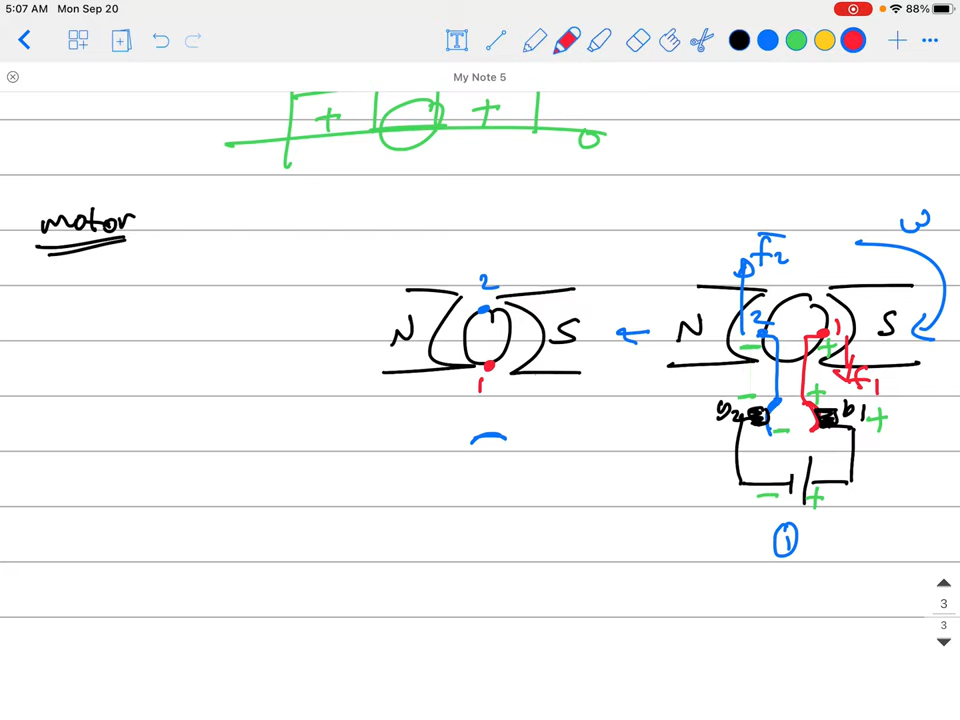 5:07 AM Mon Sep 20
88%
T
My Note 5
+ +
0
motor
ω
f2
2
N S
1
N 2 1 S
- +
f1
- +
b2 b1
- +
- +
1
3
3